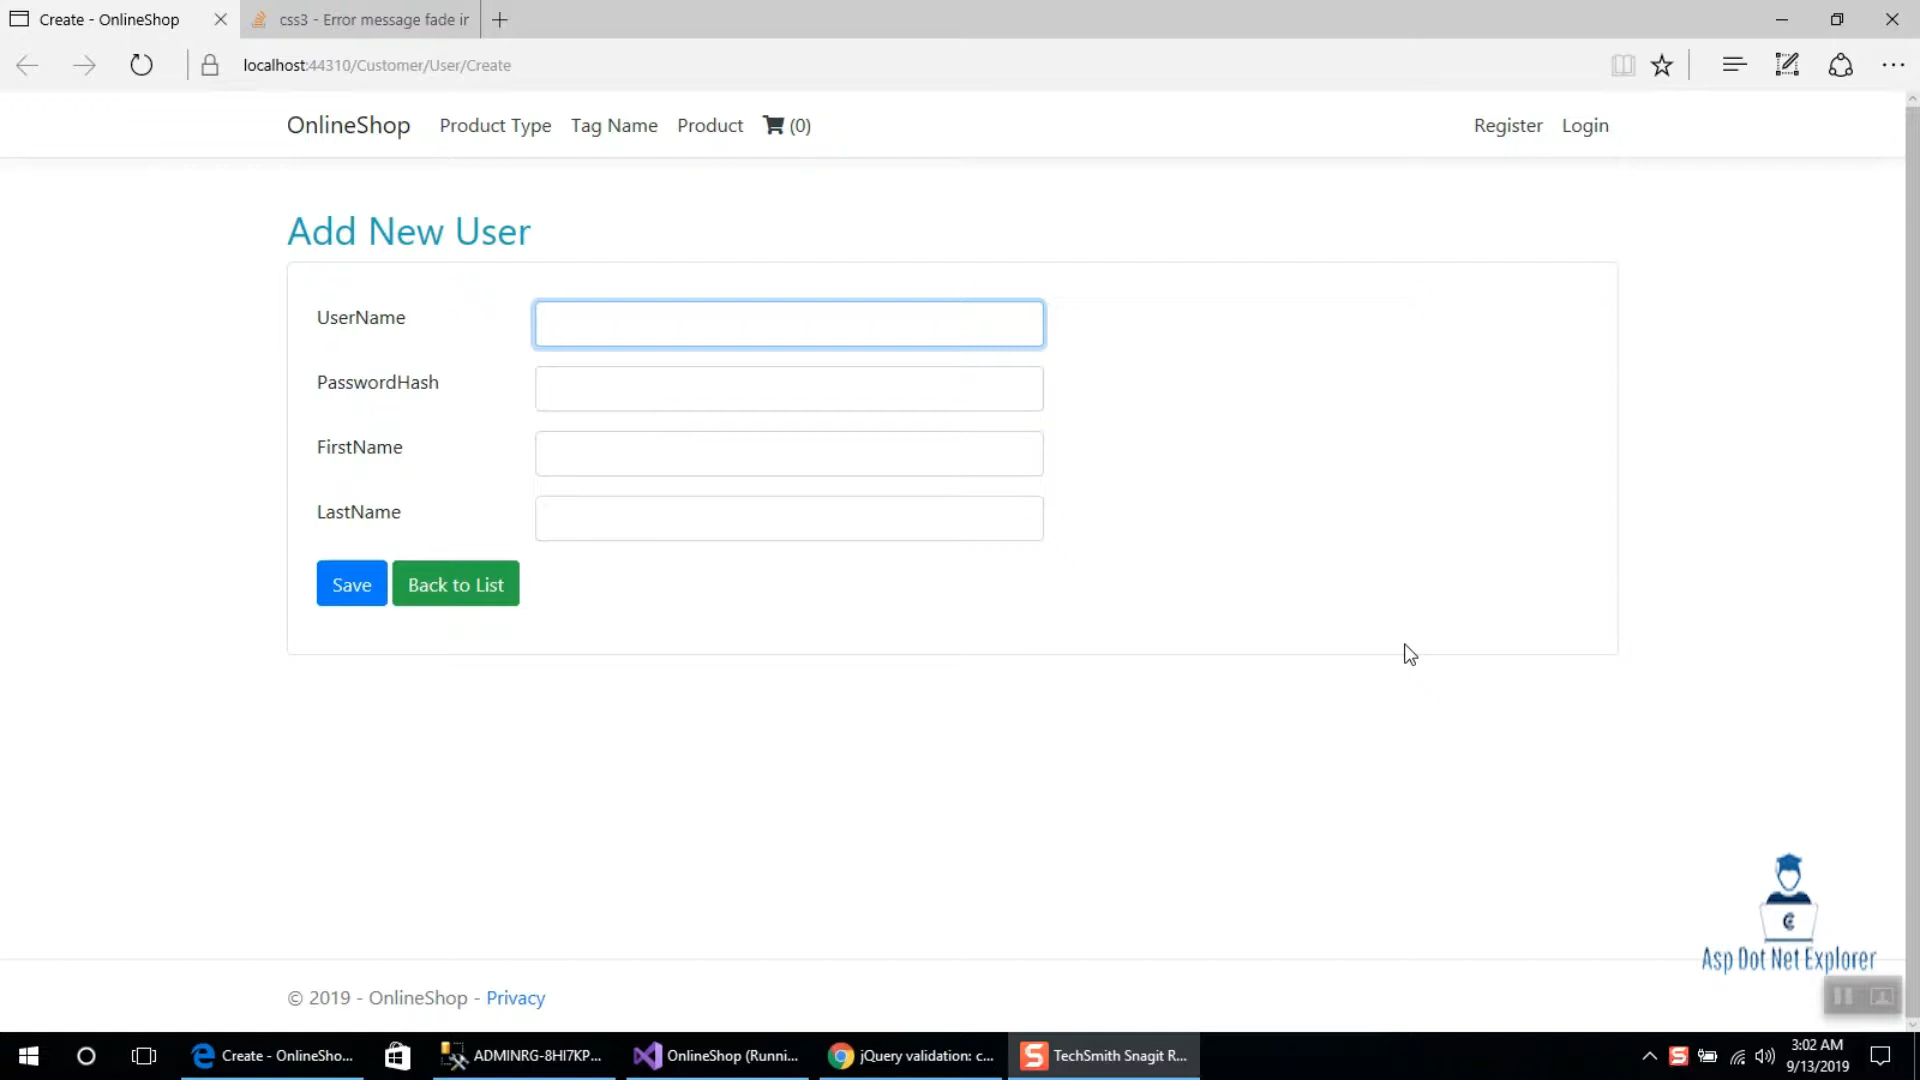 Create - OnlineShop
css3 - Error message fade ir
localhost:44310/Customer/User/Create
OnlineShop Product Type Tag Name Product (0) Register Login
Add New User
UserName
PasswordHash
FirstName
LastName
Save Back to List
Asp Dot Net Explorer
© 2019 - OnlineShop - Privacy
Create - OnlineSho... ADMINRG-8HI7KP... OnlineShop (Runni... jQuery validation: c... TechSmith Snagit R...
3:02 AM
9/13/2019